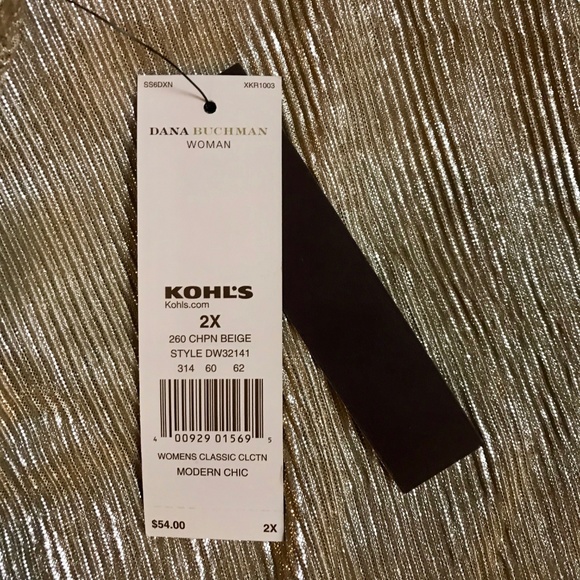 SS6DXN XKR1003
DANA BUCHMAN
WOMAN
KOHL'S
Kohls.com
2X
260 CHPN BEIGE
STYLE DW32141
314 60 62
4 00929 01569 5
WOMENS CLASSIC CLCTN
MODERN CHIC
$54.00 2X